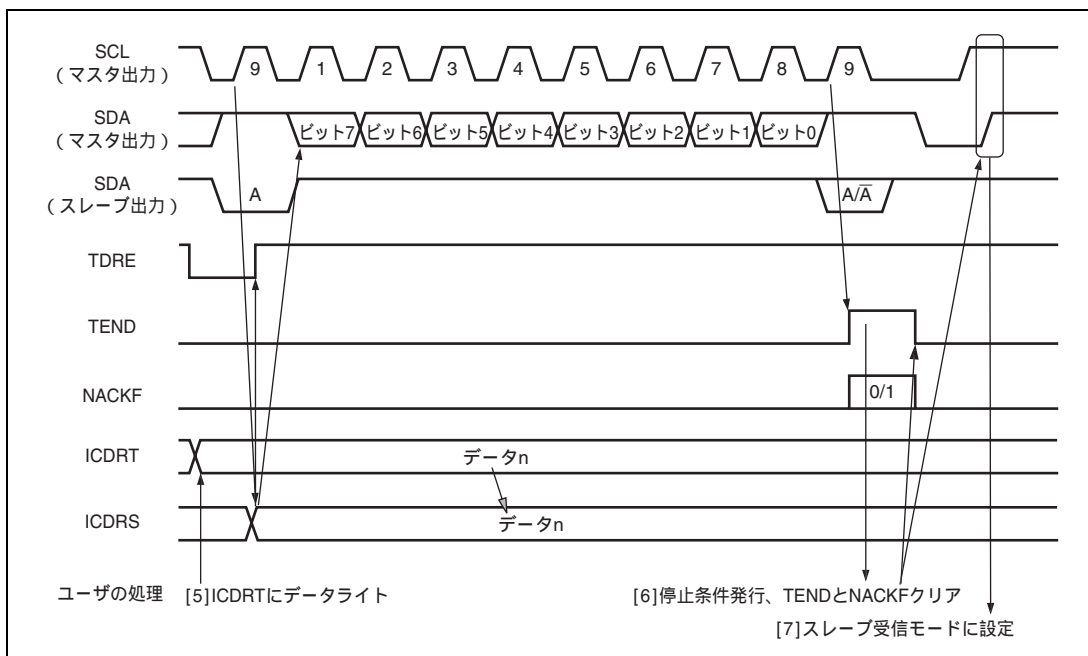 SCL
(マスタ出力)
9 1 2 3 4 5 6 7 8 9
SDA
(マスタ出力)
ビット7 ビット6 ビット5 ビット4 ビット3 ビット2 ビット1 ビット0
SDA
(スレーブ出力)
A A/A̅
TDRE
TEND
NACKF
0/1
ICDRT
データn
ICDRS
データn
ユーザの処理 [5]ICDRTにデータライト [6]停止条件発行、TENDとNACKFクリア
[7]スレーブ受信モードに設定